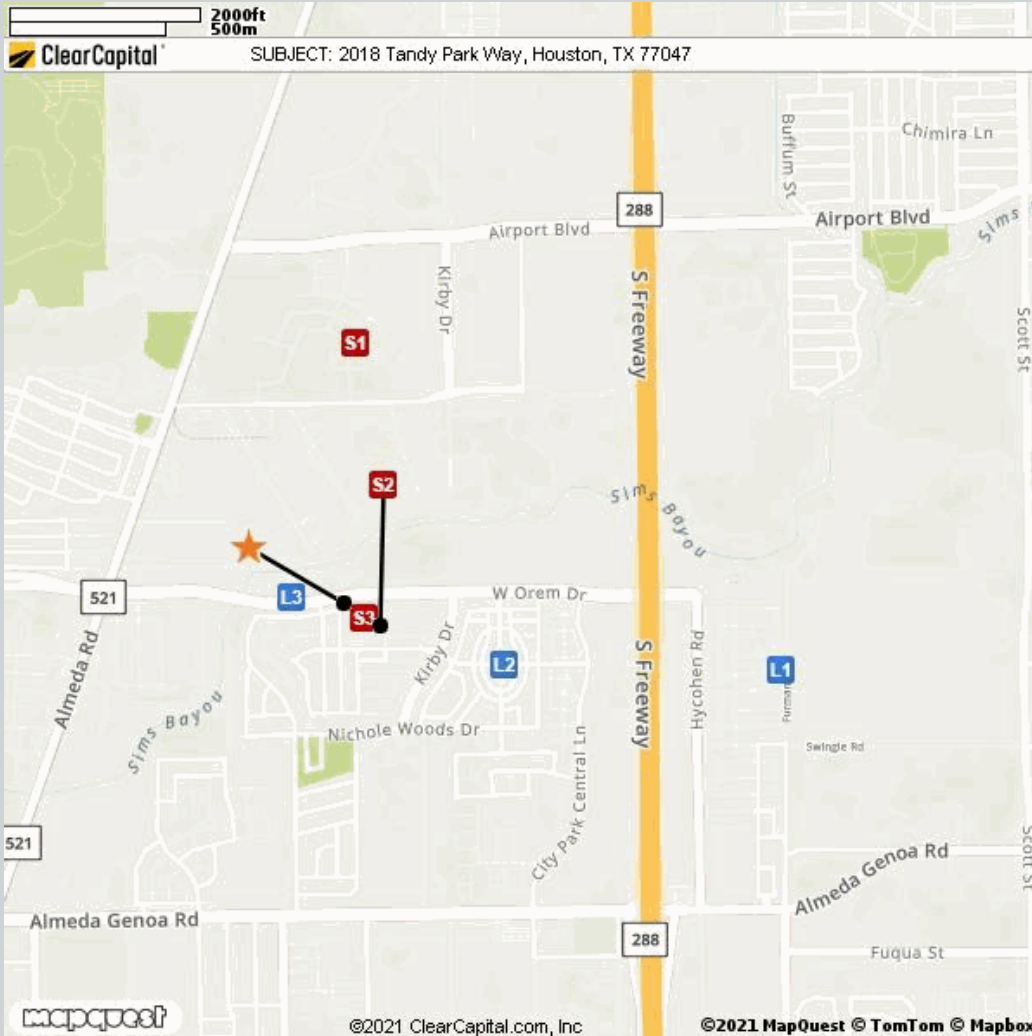 2000ft
500m
ClearCapital
SUBJECT: 2018 Tandy Park Way, Houston, TX 77047
Buffum St
Chimira Ln
288
Airport Blvd
Airport Blvd
Sims
Kirby Dr
S Freeway
Scott St
S1
S2
Sims Bayou
521
L3
S3
W Orem Dr
Kirby Dr
L2
L1
Almeda Rd
Sims Bayou
Nichole Woods Dr
S Freeway
Hycohen Rd
Furman
Swingle Rd
City Park Central Ln
521
Almeda Genoa Rd
Scott St
Almeda Genoa Rd
288
Fuqua St
mapquest
©2021 ClearCapital.com, Inc
©2021 MapQuest © TomTom © Mapbox